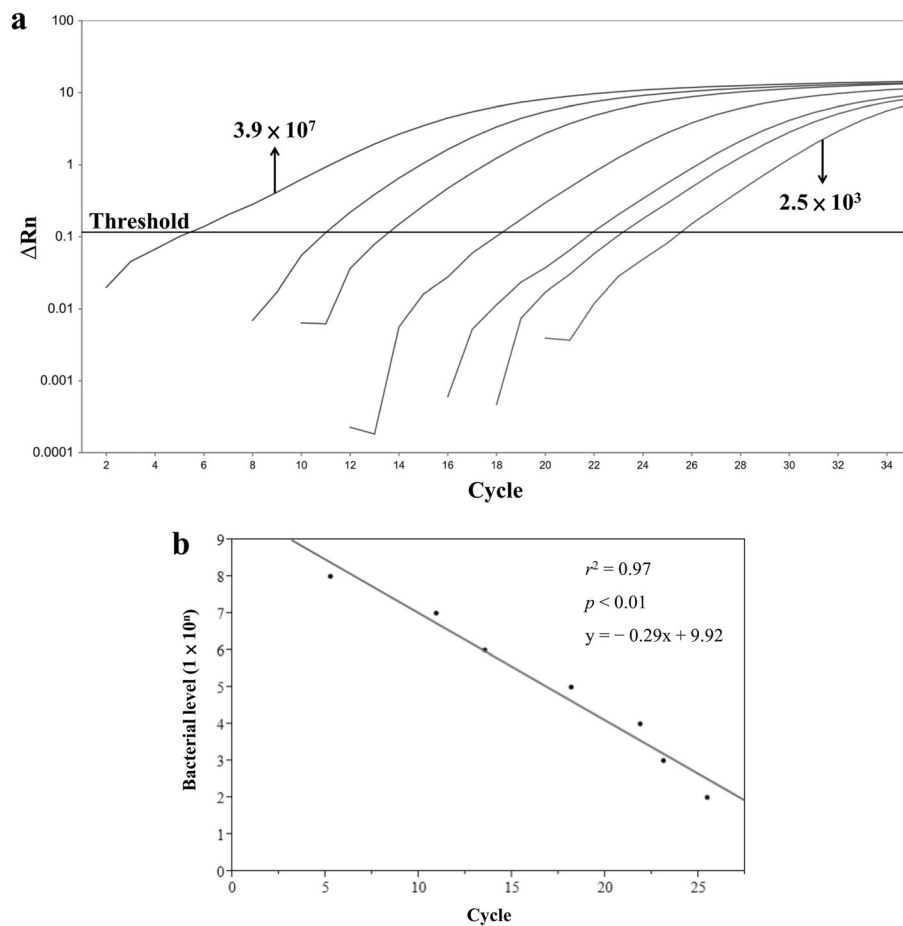 a
100
10
1
0.1
0.01
0.001
0.0001
ΔRn
3.9 × 10⁷
Threshold
2.5 × 10³
2 4 6 8 10 12 14 16 18 20 22 24 26 28 30 32 34
Cycle
b
9
8
7
6
5
4
3
2
1
0
Bacterial level (1 × 10ⁿ)
r² = 0.97
p < 0.01
y = − 0.29x + 9.92
0 5 10 15 20 25
Cycle